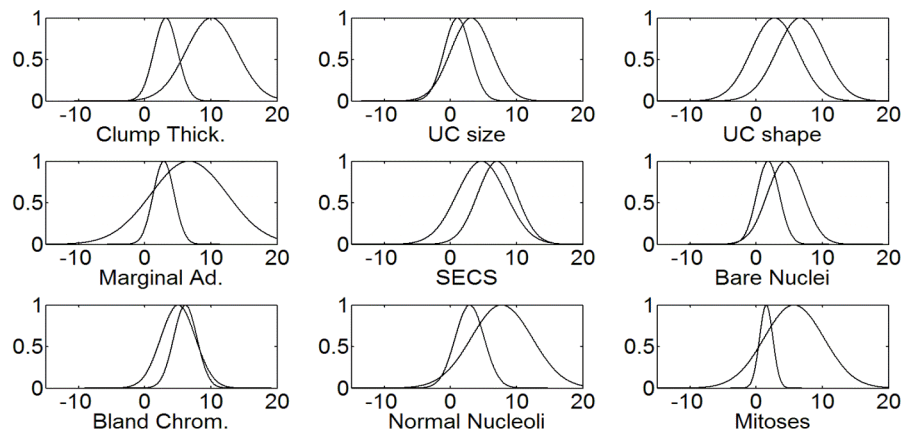 1 1 1
0.5 0.5 0.5
0 0 0
-10 0 10 20 -10 0 10 20 -10 0 10 20
Clump Thick. UC size UC shape
1 1 1
0.5 0.5 0.5
0 0 0
-10 0 10 20 -10 0 10 20 -10 0 10 20
Marginal Ad. SECS Bare Nuclei
1 1 1
0.5 0.5 0.5
0 0 0
-10 0 10 20 -10 0 10 20 -10 0 10 20
Bland Chrom. Normal Nucleoli Mitoses